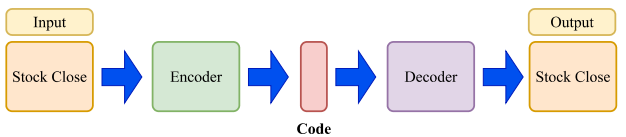 Input
Output
Stock Close
Encoder
Decoder
Stock Close
Code